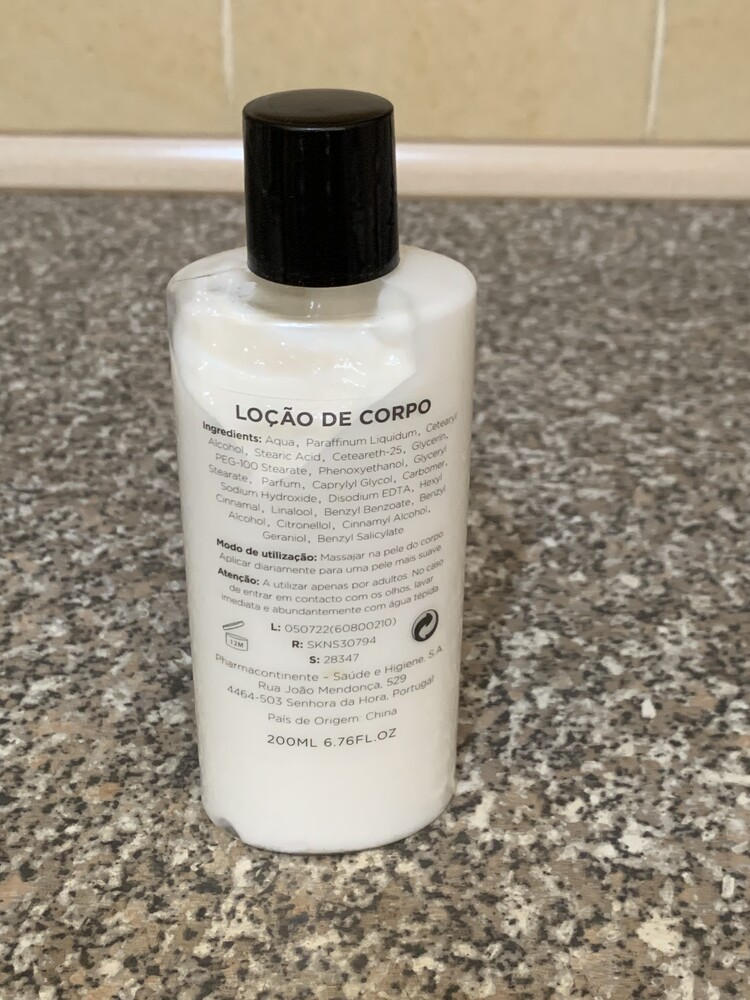 LOÇÃO DE CORPO
Ingredients: Aqua, Paraffinum Liquidum, Cetearyl
Alcohol, Stearic Acid, Ceteareth-25, Glycerin,
PEG-100 Stearate, Phenoxyethanol, Glyceryl
Stearate, Parfum, Caprylyl Glycol, Carbomer,
Sodium Hydroxide, Disodium EDTA, Hexyl
Cinnamal, Linalool, Benzyl Benzoate, Benzyl
Alcohol, Citronellol, Cinnamyl Alcohol,
Geraniol, Benzyl Salicylate
Modo de utilização: Massajar na pele do corpo.
Aplicar diariamente para uma pele mais suave.
Atenção: A utilizar apenas por adultos. No caso
de entrar em contacto com os olhos, lavar
imediata e abundantemente com água tépida.
L: 050722(60800210)
12M
R: SKNS30794
S: 28347
Pharmacontinente - Saúde e Higiene, S.A.
Rua João Mendonça, 529
4464-503 Senhora da Hora, Portugal
País de Origem: China
200ML 6.76FL.OZ